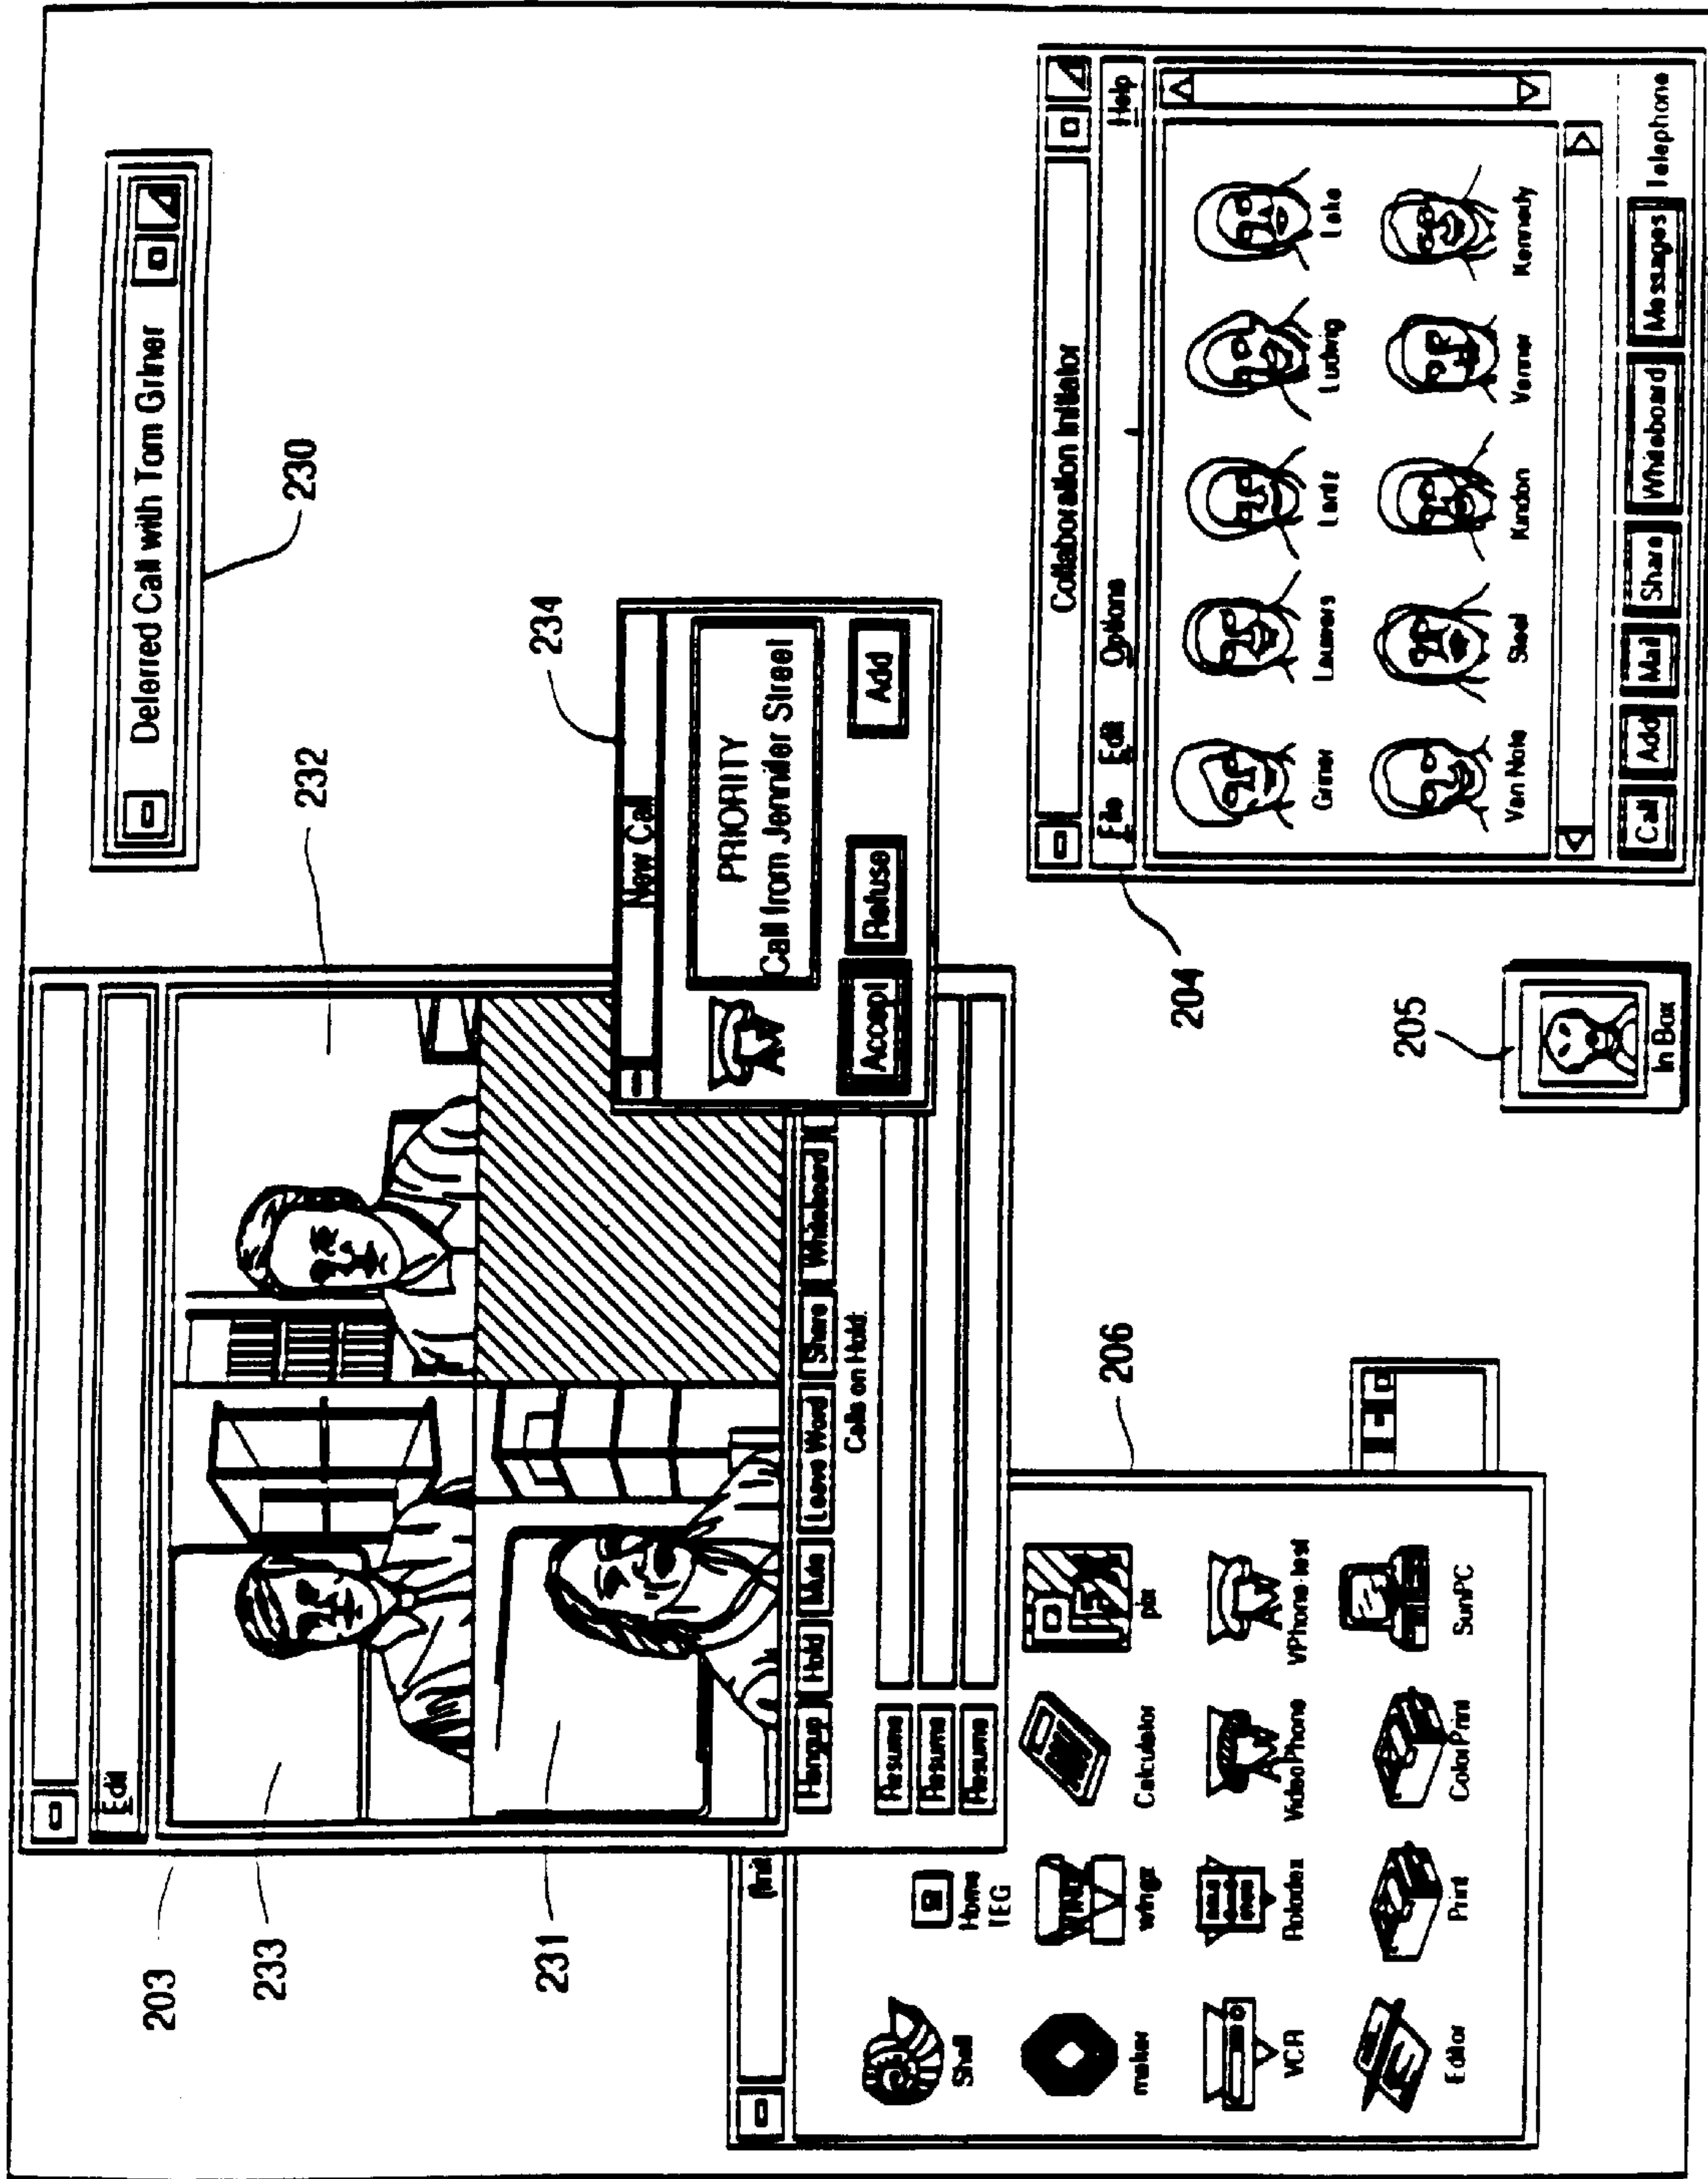 203
233
231
232
230
234
204
205
206
Deferred Call with Tom Griner
Edit
Hangup Hold Mute Leave Word Share Whiteboard
Calls on Hold:
Resume
Resume
Resume
New Call
PRIORITY
Call from Jennifer Street
Accept Refuse Add
Collaboration Initiator
File Edit Options Help
Griner Lauwers Lantz Ludwig Lake
Van Note Steel Kindon Venner Kennedy
Call Add Mail Share Whiteboard Messages Telephone
In Box
Shell Home
TEG
maker wingz Calculator pix
VCR Rolodex VideoPhone VPhone-test
Editor Print ColorPrint SunPC